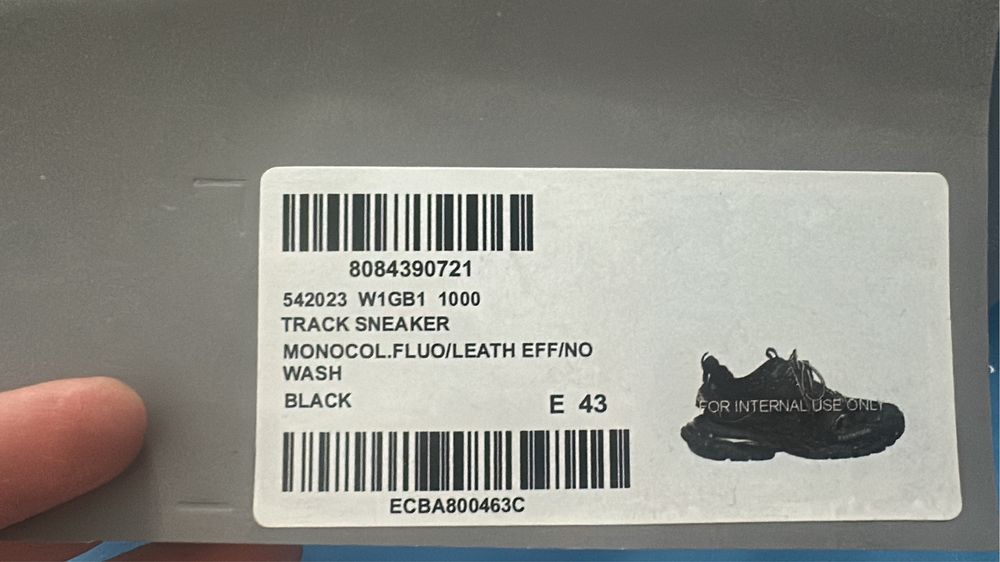 8084390721
542023 W1GB1 1000
TRACK SNEAKER
MONOCOL.FLUO/LEATH EFF/NO
WASH
BLACK
E 43
FOR INTERNAL USE ONLY
ECBA800463C